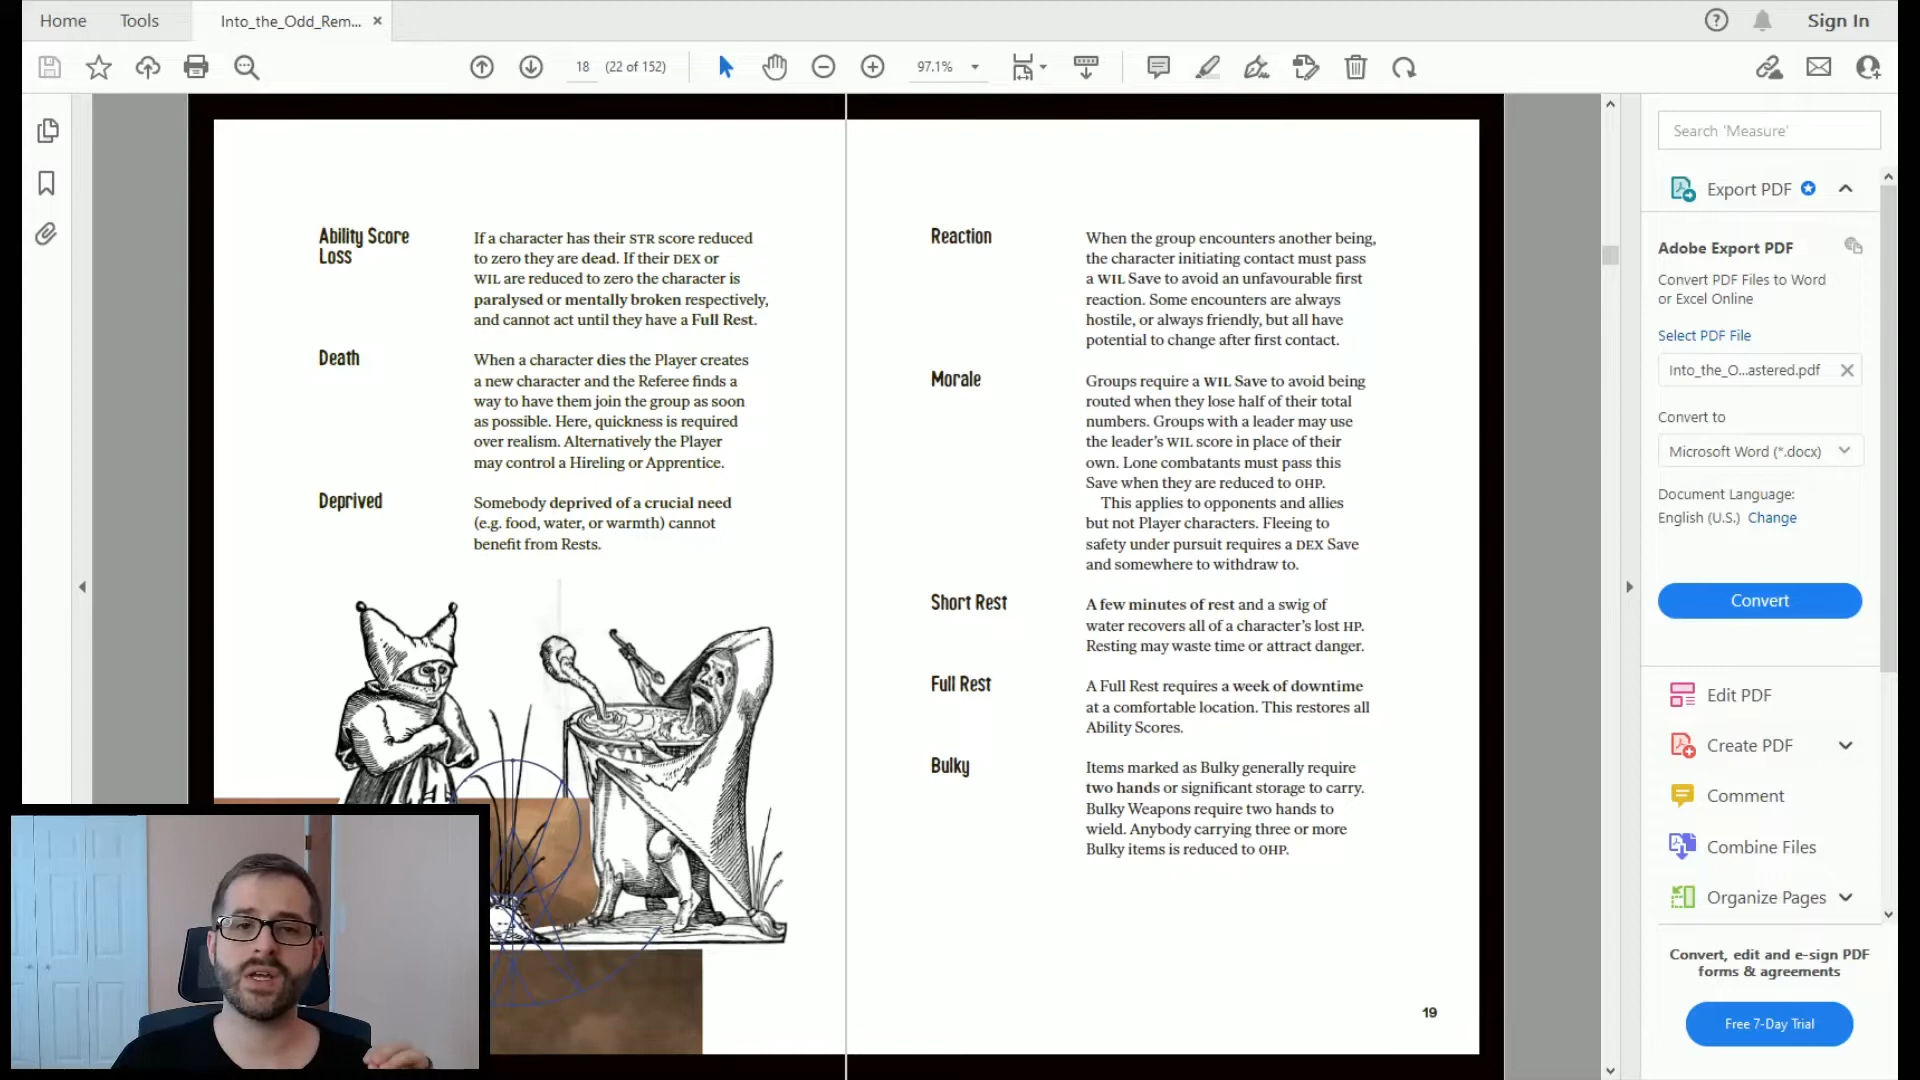 Home
Tools
Into_the_Odd_Rem...
Sign In
18
(22 of 152)
97.1%
Ability Score
Loss
If a character has their STR score reduced
to zero they are dead. If their DEX or
WIL are reduced to zero the character is
paralysed or mentally broken respectively,
and cannot act until they have a Full Rest.
Death
When a character dies the Player creates
a new character and the Referee finds a
way to have them join the group as soon
as possible. Here, quickness is required
over realism. Alternatively the Player
may control a Hireling or Apprentice.
Deprived
Somebody deprived of a crucial need
(e.g. food, water, or warmth) cannot
benefit from Rests.
Reaction
When the group encounters another being,
the character initiating contact must pass
a WIL Save to avoid an unfavourable first
reaction. Some encounters are always
hostile, or always friendly, but all have
potential to change after first contact.
Morale
Groups require a WIL Save to avoid being
routed when they lose half of their total
numbers. Groups with a leader may use
the leader's WIL score in place of their
own. Lone combatants must pass this
Save when they are reduced to 0HP.
This applies to opponents and allies
but not Player characters. Fleeing to
safety under pursuit requires a DEX Save
and somewhere to withdraw to.
Short Rest
A few minutes of rest and a swig of
water recovers all of a character's lost HP.
Resting may waste time or attract danger.
Full Rest
A Full Rest requires a week of downtime
at a comfortable location. This restores all
Ability Scores.
Bulky
Items marked as Bulky generally require
two hands or significant storage to carry.
Bulky Weapons require two hands to
wield. Anybody carrying three or more
Bulky items is reduced to 0HP.
19
Search 'Measure'
Export PDF
Adobe Export PDF
Convert PDF Files to Word
or Excel Online
Select PDF File
Into_the_O...astered.pdf
Convert to
Microsoft Word (*.docx)
Document Language:
English (U.S.) Change
Convert
Edit PDF
Create PDF
Comment
Combine Files
Organize Pages
Convert, edit and e-sign PDF
forms & agreements
Free 7-Day Trial